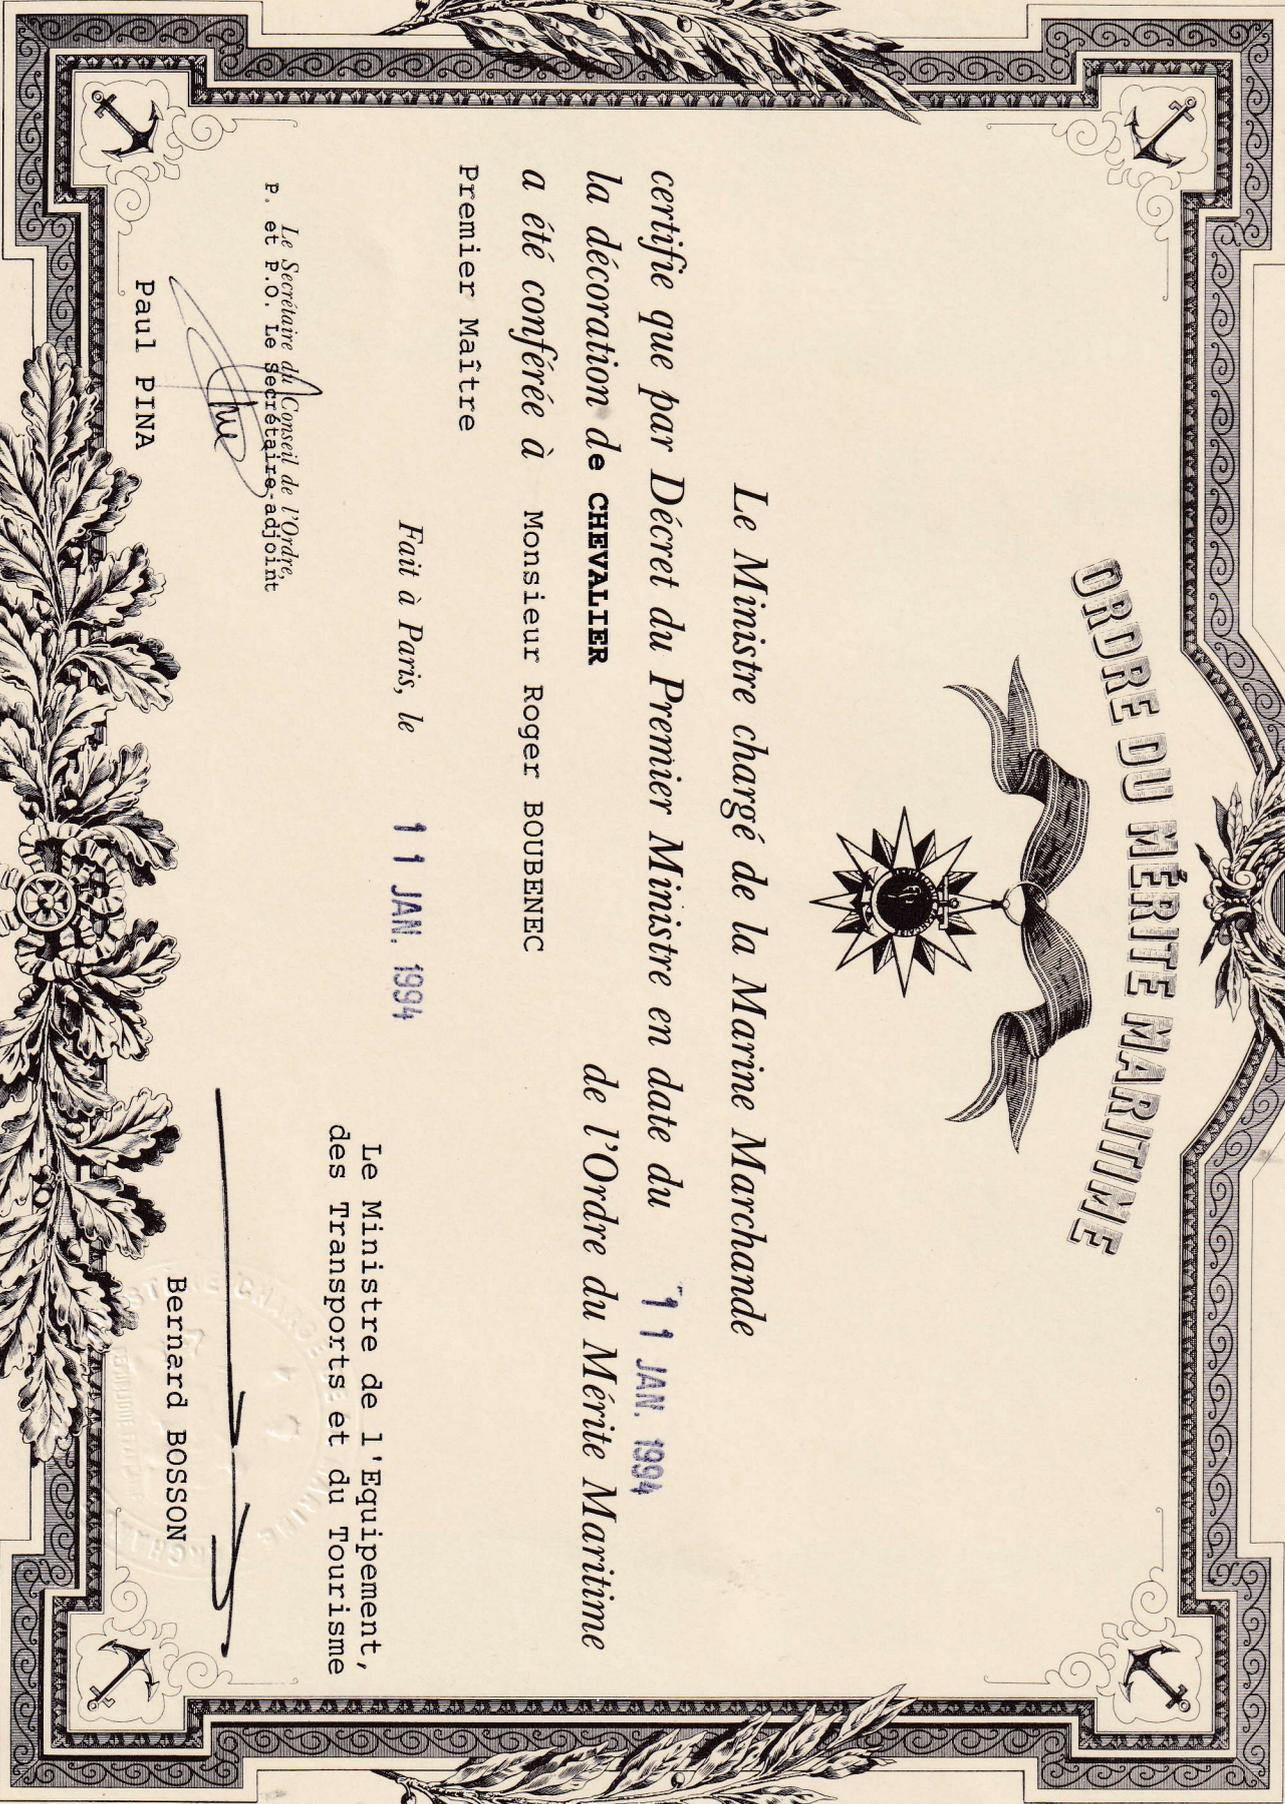 ORDRE DU MÉRITE MARITIME
Le Ministre chargé de la Marine Marchande
certifie que par Décret du Premier Ministre en date du 11 JAN. 1994
la décoration de CHEVALIER de l'Ordre du Mérite Maritime
a été conférée à Monsieur Roger BOUBENEC
Premier Maître
Fait à Paris, le 11 JAN. 1994
Le Secrétaire du Conseil de l'Ordre,
P. et P.O. Le Secrétaire-adjoint
Paul PINA
Le Ministre de l'Equipement,
des Transports et du Tourisme
Bernard BOSSON